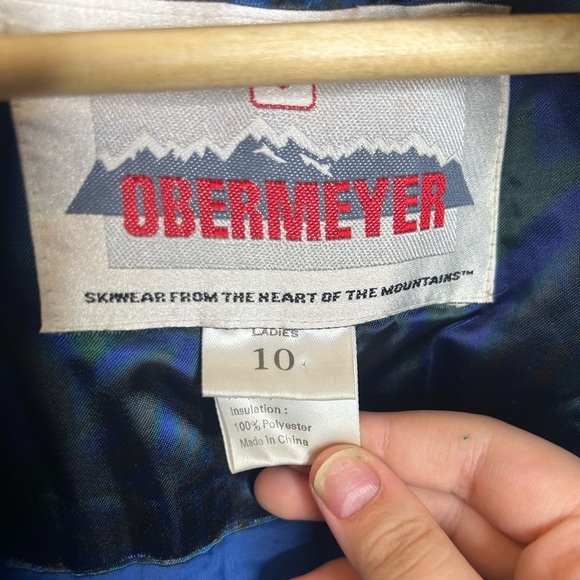 OBERMEYER
SKIWEAR FROM THE HEART OF THE MOUNTAINS™
LADIES
10
Insulation :
100% Polyester
Made In China